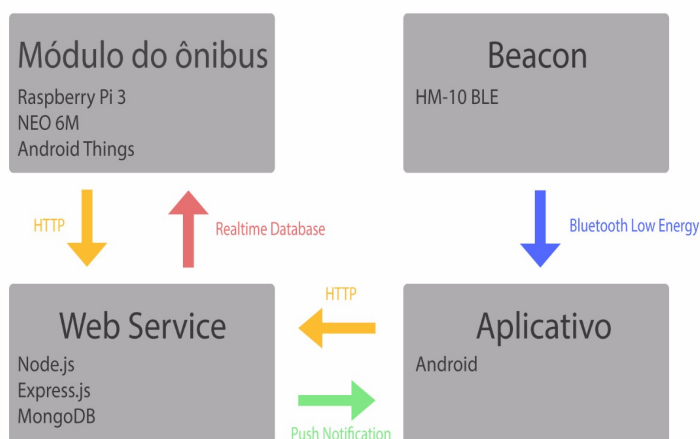 Módulo do ônibus
Raspberry Pi 3
NEO 6M
Android Things
Beacon
HM-10 BLE
HTTP
Realtime Database
Bluetooth Low Energy
Web Service
Node.js
Express.js
MongoDB
HTTP
Push Notification
Aplicativo
Android